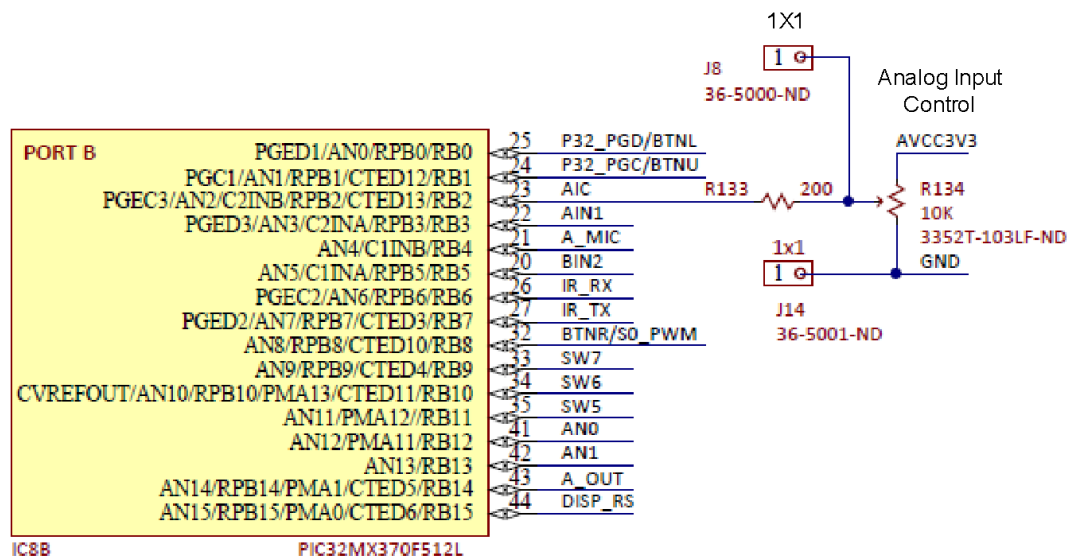 1X1
1
J8
36-5000-ND
Analog Input
Control
AVCC3V3
PORT B
PGED1/AN0/RPB0/RB0 25 P32_PGD/BTNL
PGC1/AN1/RPB1/CTED12/RB1 24 P32_PGC/BTNU
PGEC3/AN2/C2INB/RPB2/CTED13/RB2 23 AIC R133 200 R134
PGED3/AN3/C2INA/RPB3/RB3 22 AIN1 10K
AN4/C1INB/RB4 21 A_MIC 3352T-103LF-ND
AN5/C1INA/RPB5/RB5 20 BIN2 1x1 GND
1
PGEC2/AN6/RPB6/RB6 26 IR_RX
PGED2/AN7/RPB7/CTED3/RB7 27 IR_TX J14
AN8/RPB8/CTED10/RB8 32 BTNR/S0_PWM 36-5001-ND
AN9/RPB9/CTED4/RB9 33 SW7
CVREFOUT/AN10/RPB10/PMA13/CTED11/RB10 34 SW6
AN11/PMA12//RB11 35 SW5
AN12/PMA11/RB12 41 AN0
AN13/RB13 42 AN1
AN14/RPB14/PMA1/CTED5/RB14 43 A_OUT
AN15/RPB15/PMA0/CTED6/RB15 44 DISP_RS
IC8B PIC32MX370F512L